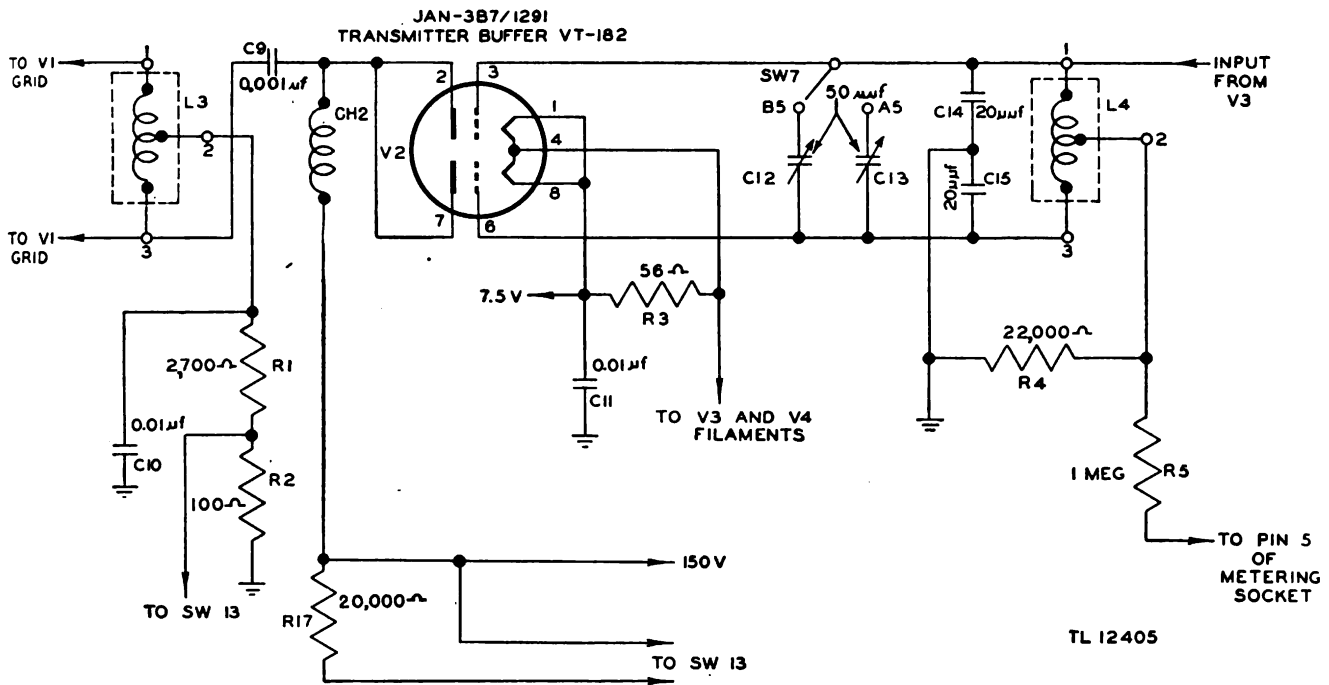 JAN-3B7/1291
TRANSMITTER BUFFER VT-182
TO V1
GRID
1
L3
2
3
TO V1
GRID
C9
0.001µf
CH2
V2
2
3
1
4
8
7
6
SW7
50µµf
B5
A5
C12
C13
C14
20µµf
C15
20µµf
1
L4
2
3
INPUT
FROM
V3
7.5V
56Ω
R3
0.01µf
C11
TO V3 AND V4
FILAMENTS
22,000Ω
R4
1 MEG
R5
TO PIN 5
OF
METERING
SOCKET
2,700Ω
R1
0.01µf
C10
R2
100Ω
TO SW 13
150V
20,000Ω
R17
TO SW 13
TL 12405